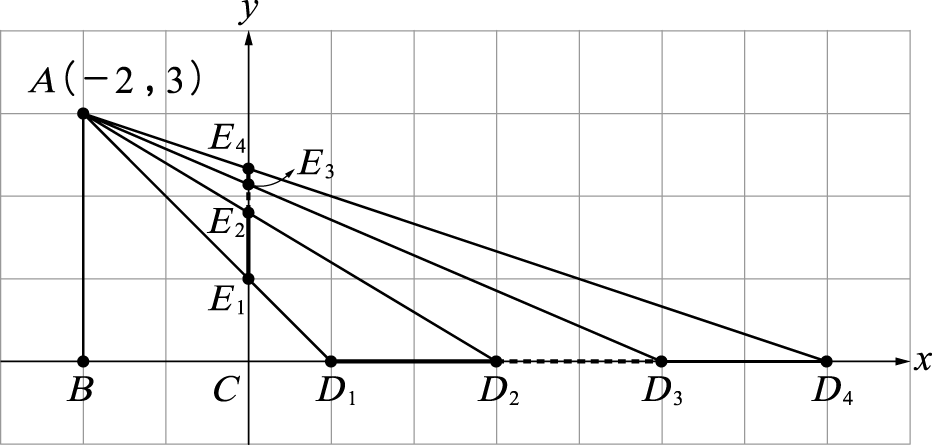 y
A(−2,3)
E₄
E₃
E₂
E₁
B C D₁ D₂ D₃ D₄ x